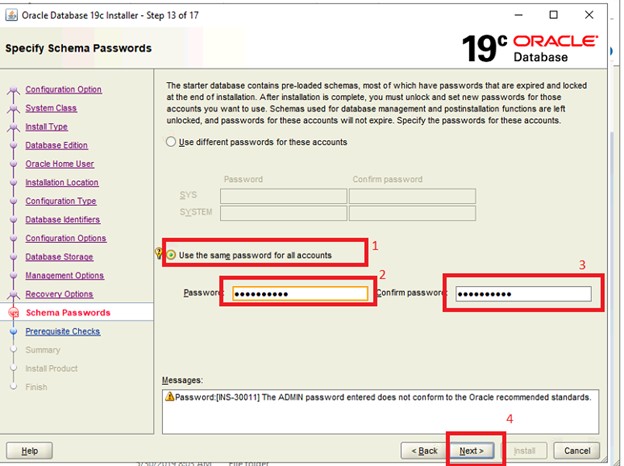 Oracle Database 19c Installer - Step 13 of 17
Specify Schema Passwords
19c ORACLE
Database
Configuration Option
System Class
Install Type
Database Edition
Oracle Home User
Installation Location
Configuration Type
Database Identifiers
Configuration Options
Database Storage
Management Options
Recovery Options
Schema Passwords
Prerequisite Checks
Summary
Install Product
Finish
The starter database contains pre-loaded schemas, most of which have passwords that are expired and locked
at the end of installation. After installation is complete, you must unlock and set new passwords for those
accounts you want to use. Schemas used for database management and postinstallation functions are left
unlocked, and passwords for these accounts will not expire. Specify the passwords for these accounts.
Use different passwords for these accounts
Password Confirm password
SYS
SYSTEM
1
Use the same password for all accounts
2 3
Password: ●●●●●●●●●● Confirm password: ●●●●●●●●●●
Messages:
Password:[INS-30011] The ADMIN password entered does not conform to the Oracle recommended standards.
4
Help < Back Next > Install Cancel
File folder